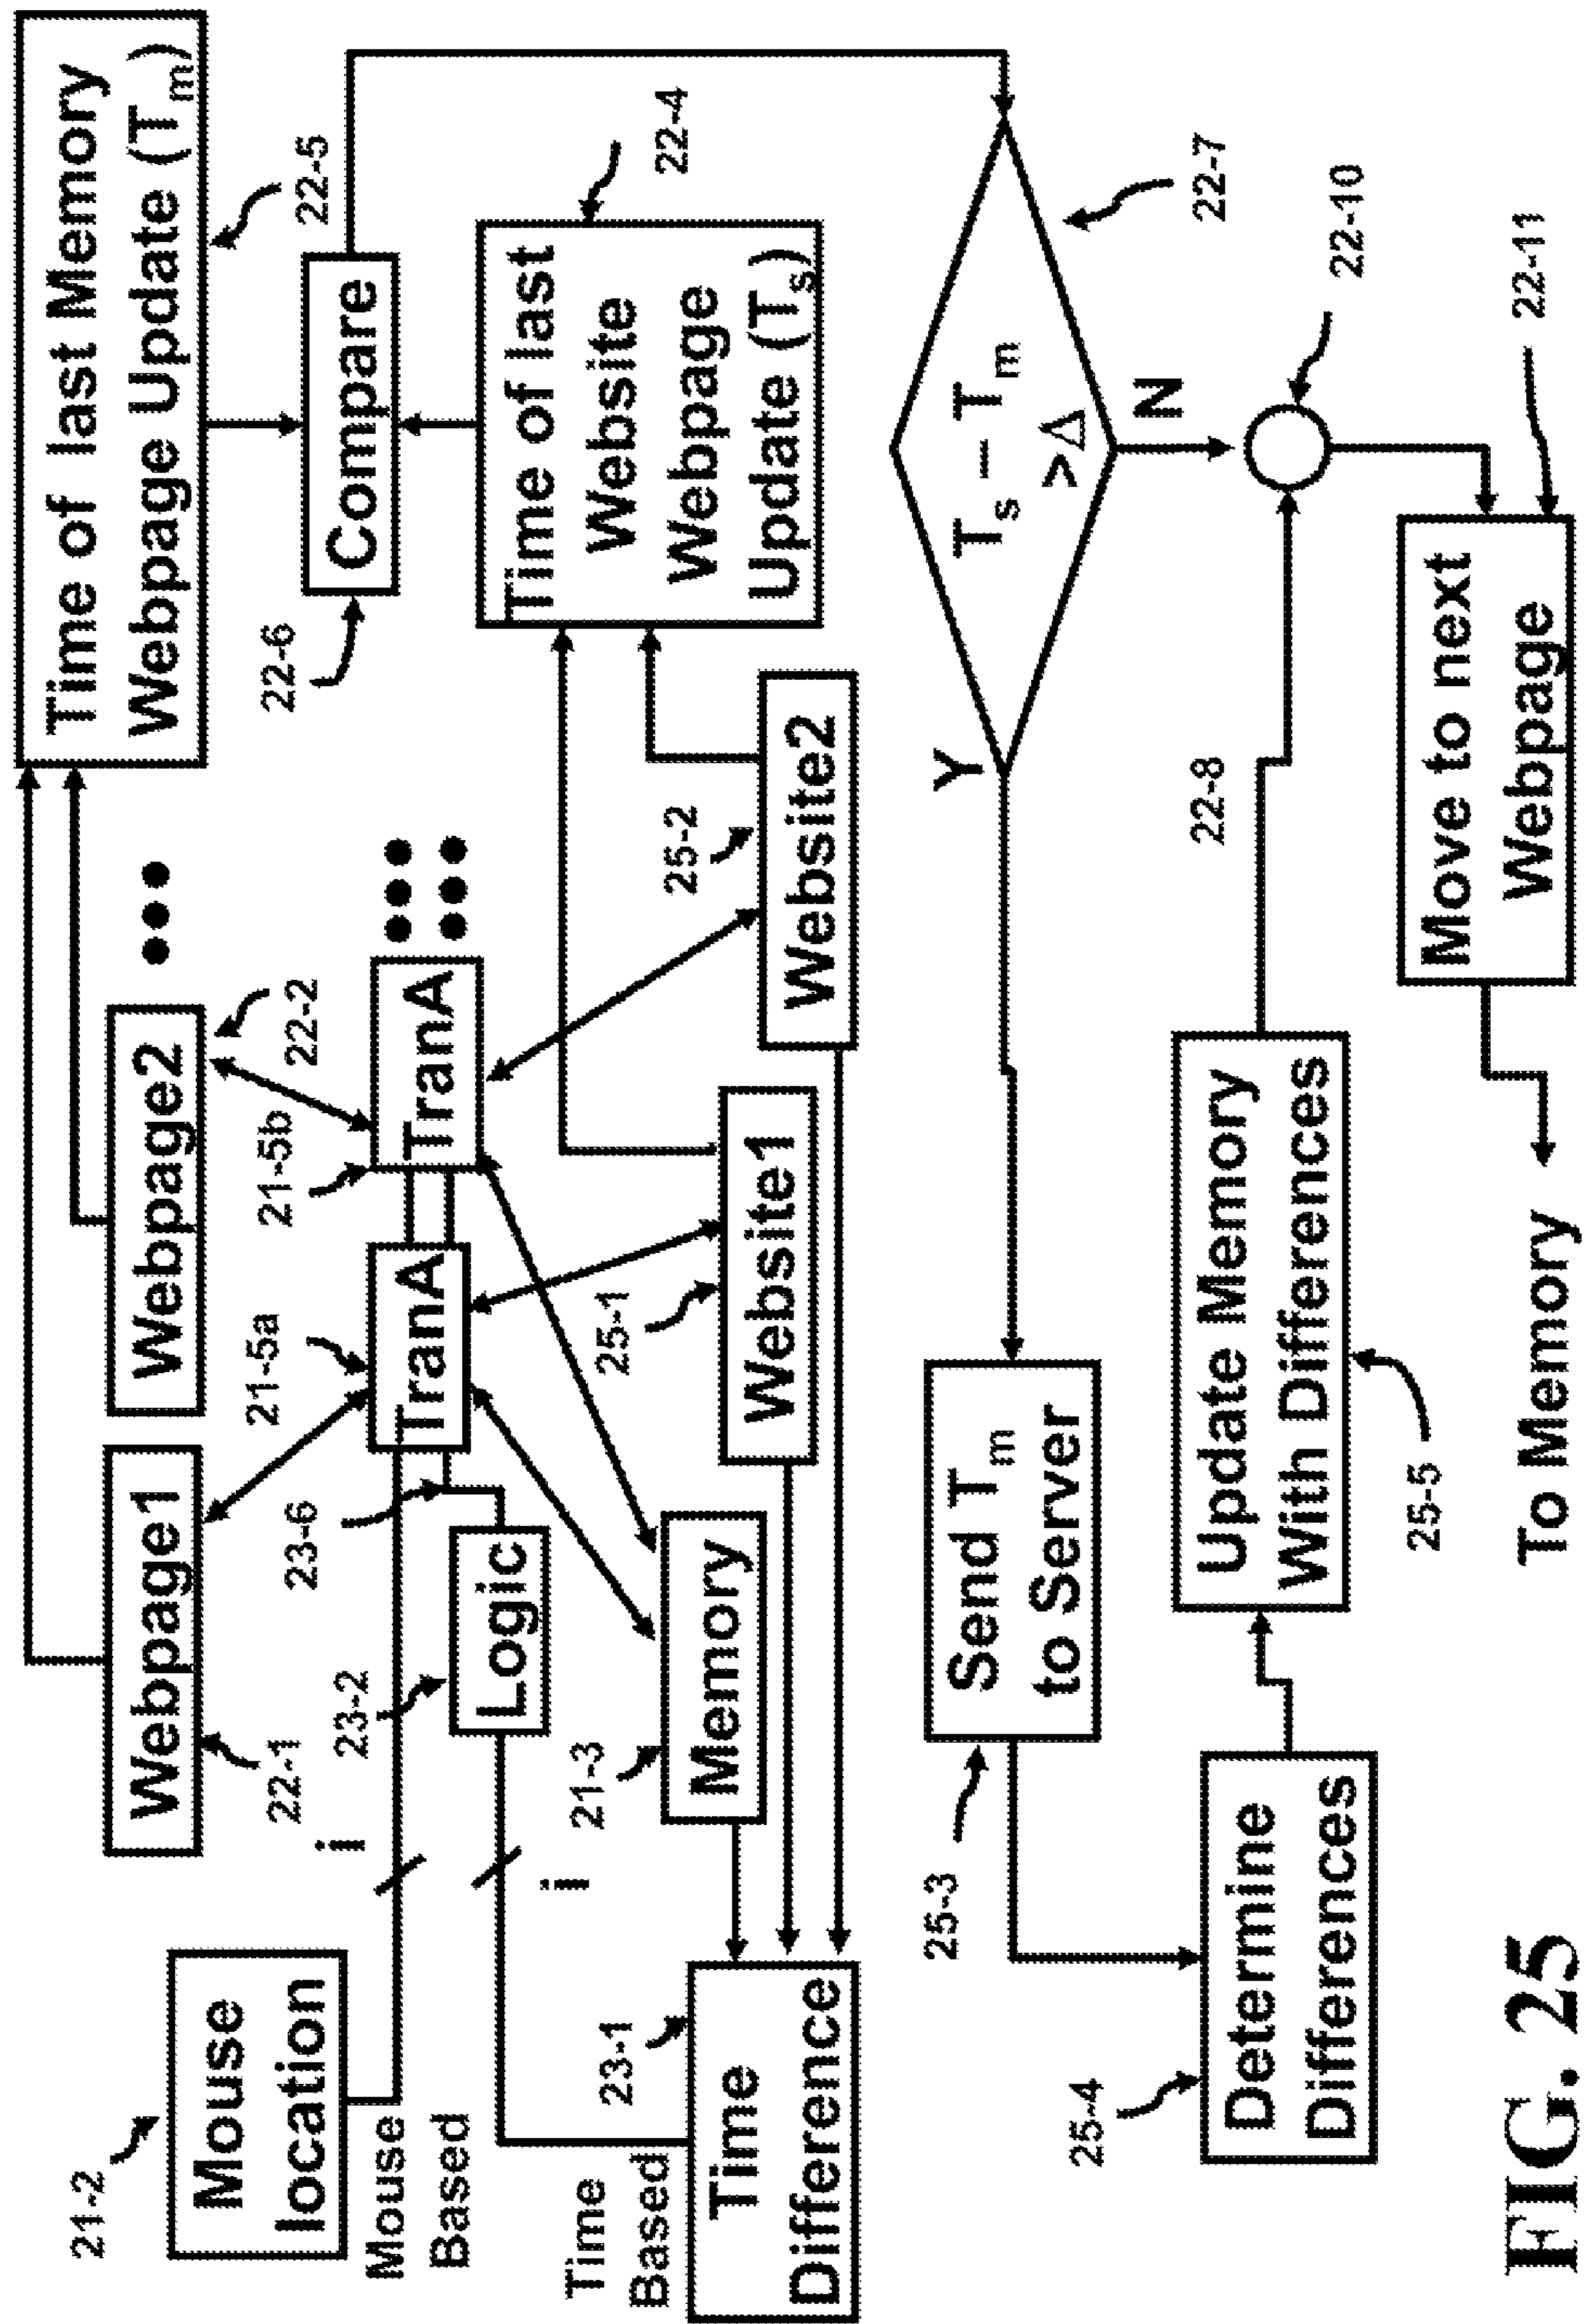 21-2
Mouse
location
Mouse
Based
Time
Based
i
i
Webpage1
22-1
Webpage2
22-2
Time of last Memory
Webpage Update (Tm)
22-5
23-2
Logic
23-6
21-5a
TranA
21-5b
TranA
22-6
Compare
Time of last
Website
Webpage
Update (Ts)
22-4
23-1
Time
Difference
21-3
Memory
25-1
Website1
25-2
Website2
Y
Ts – Tm
>Δ
N
22-7
25-3
Send Tm
to Server
25-4
Determine
Differences
Update Memory
With Differences
25-5
22-8
22-10
Move to next
Webpage
22-11
To Memory
FIG. 25